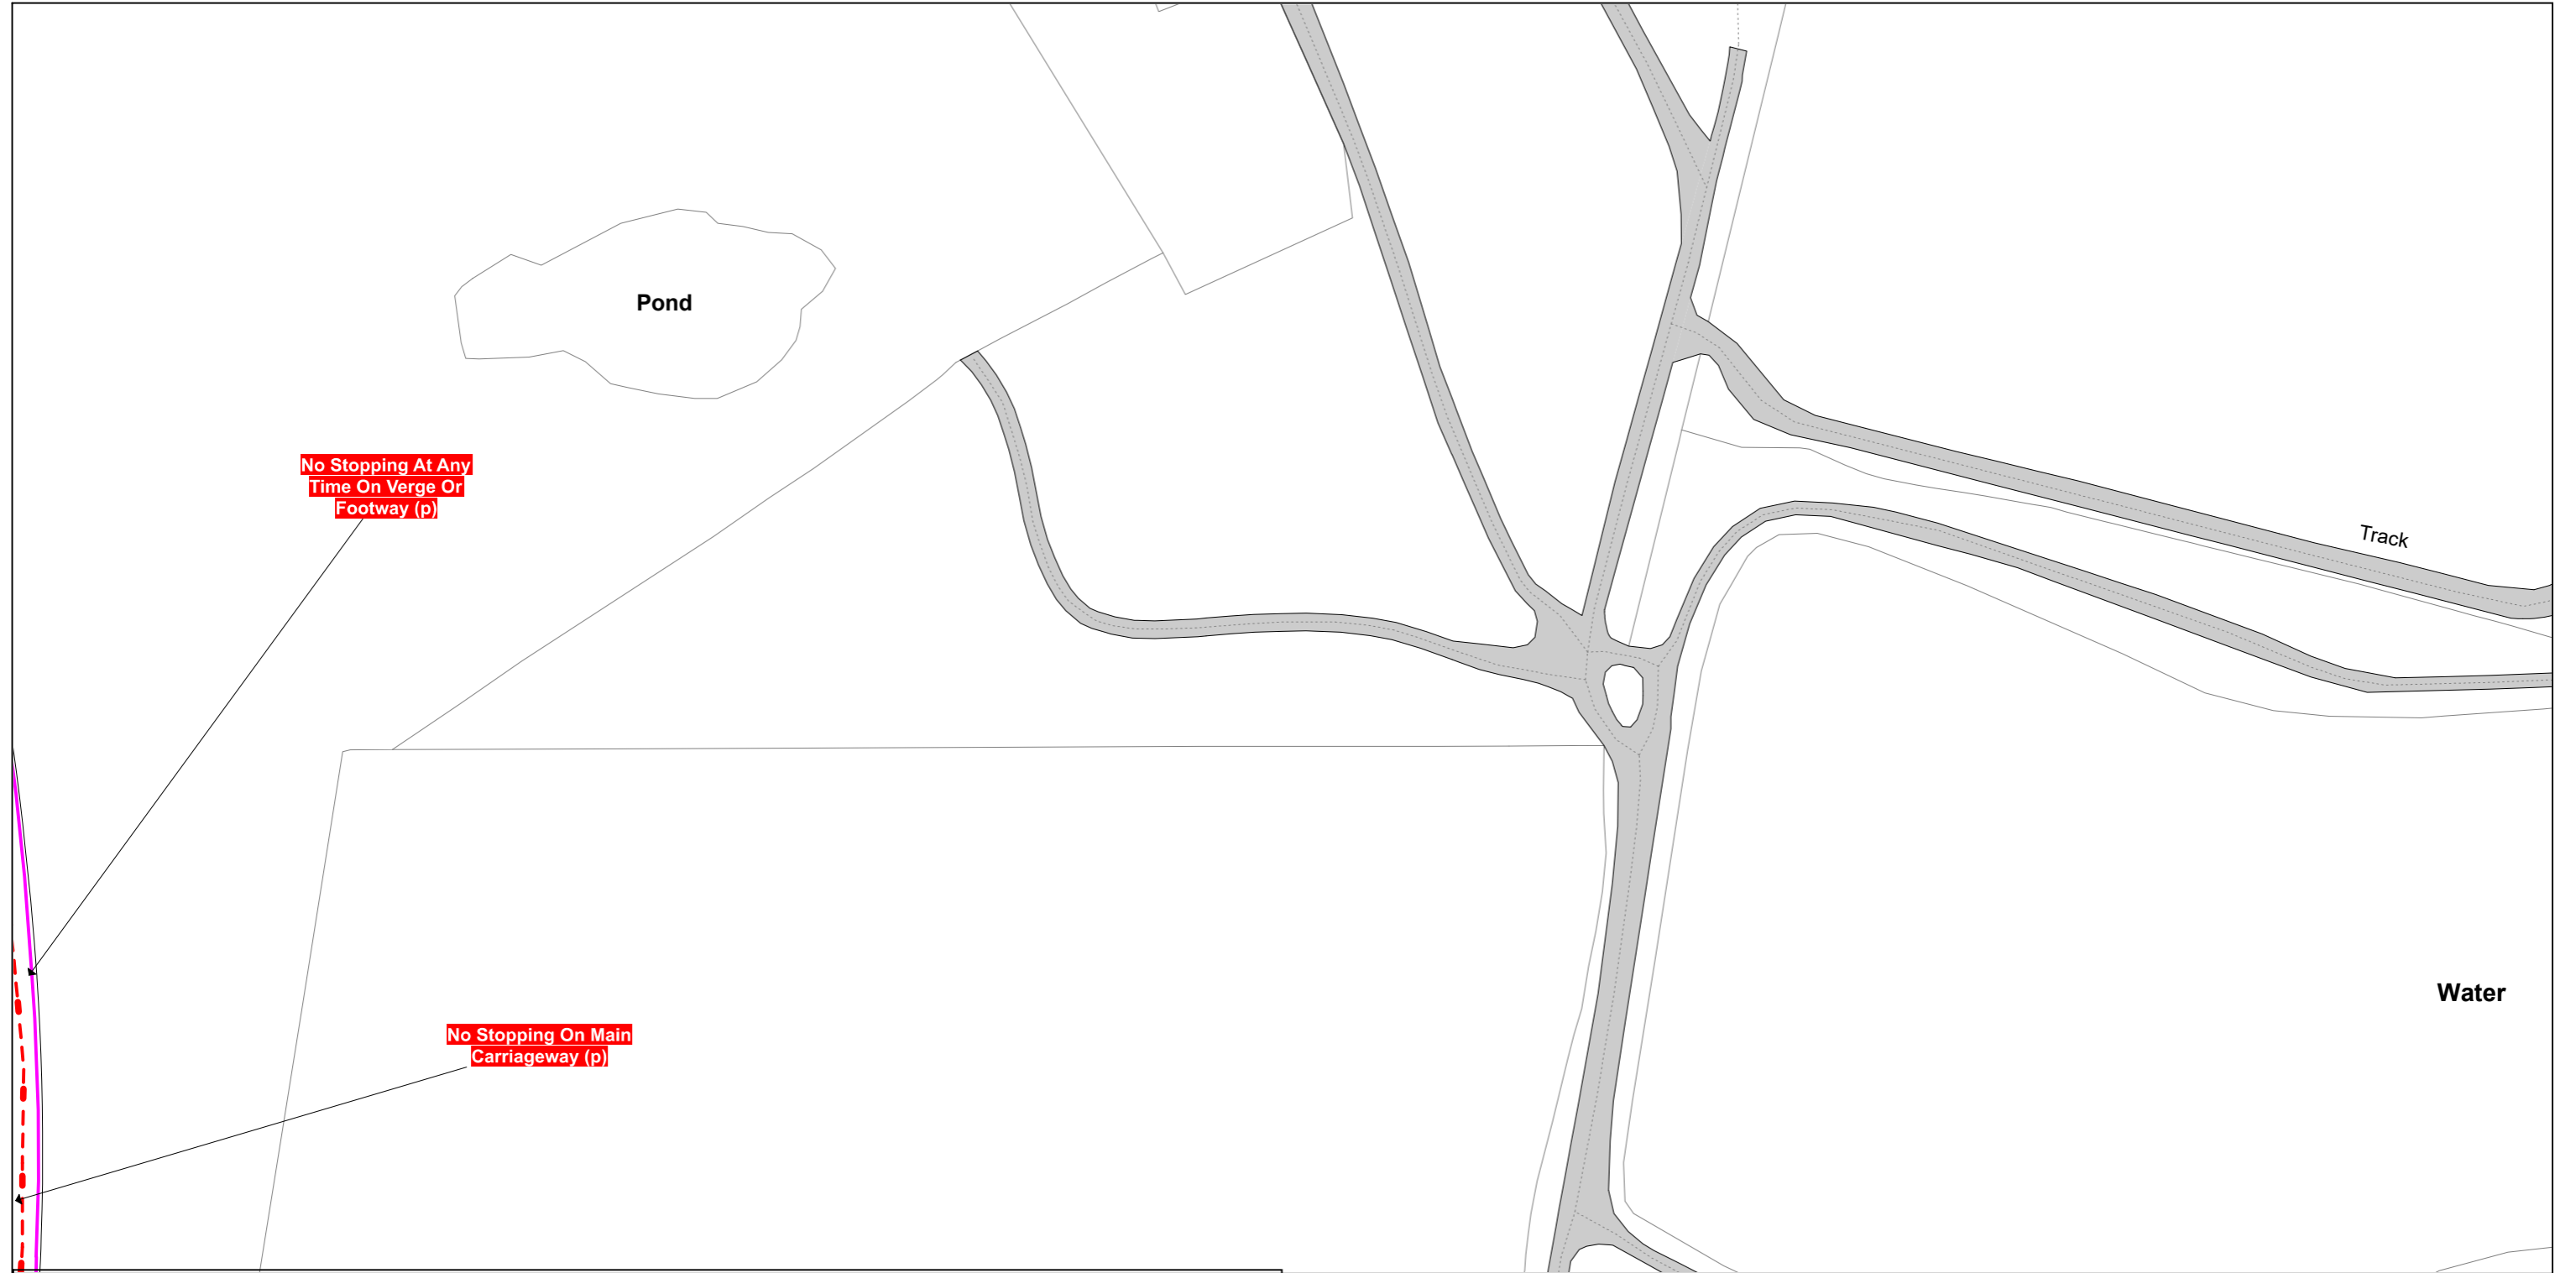 Pond
No Stopping At Any
Time On Verge Or
Footway (p)
Track
Water
No Stopping On Main
Carriageway (p)